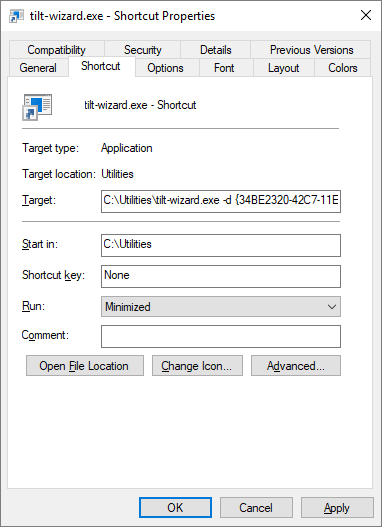 tilt-wizard.exe - Shortcut Properties
Compatibility Security Details Previous Versions
General Shortcut Options Font Layout Colors
tilt-wizard.exe - Shortcut
Target type: Application
Target location: Utilities
Target: C:\Utilities\tilt-wizard.exe -d {34BE2320-42C7-11E
Start in: C:\Utilities
Shortcut key: None
Run: Minimized
Comment:
Open File Location Change Icon... Advanced...
OK Cancel Apply